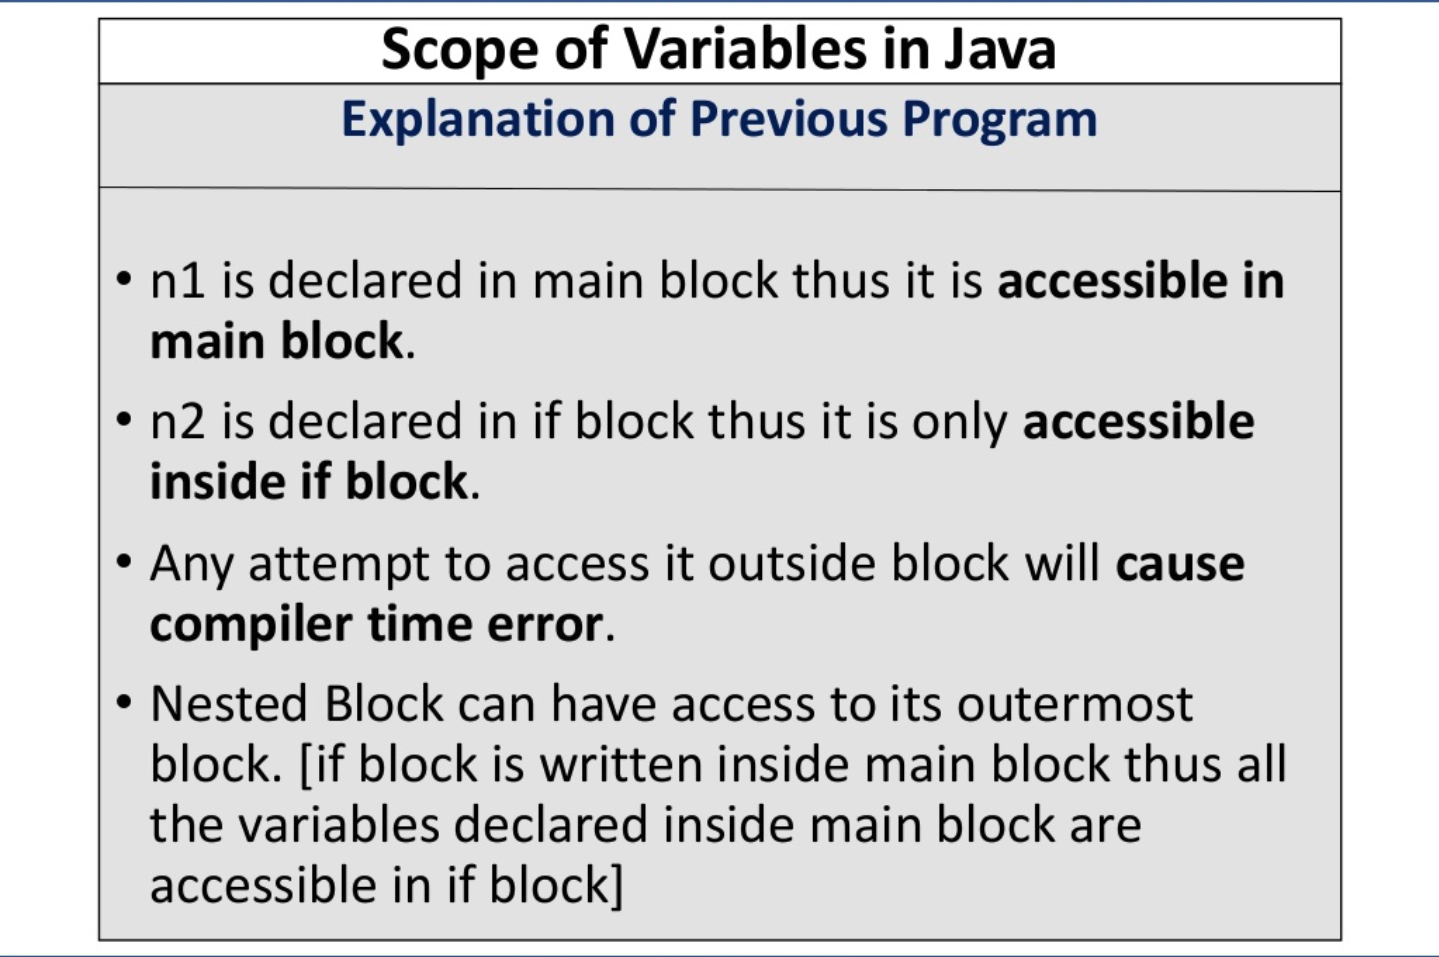 Scope of Variables in Java
Explanation of Previous Program
• n1 is declared in main block thus it is accessible in
main block.
• n2 is declared in if block thus it is only accessible
inside if block.
• Any attempt to access it outside block will cause
compiler time error.
• Nested Block can have access to its outermost
block. [if block is written inside main block thus all
the variables declared inside main block are
accessible in if block]